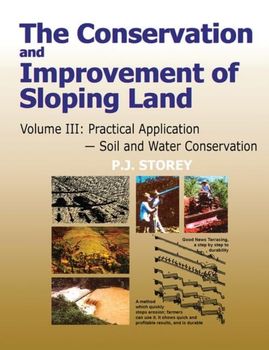 The Conservation
and
Improvement of
Sloping Land
Volume III: Practical Application
— Soil and Water Conservation
P.J. STOREY
Good News Terracing,
a step by step to
durability
A method
which quickly
stops erosion; farmers
can use it. It shows quick and
profitable results, and is durable